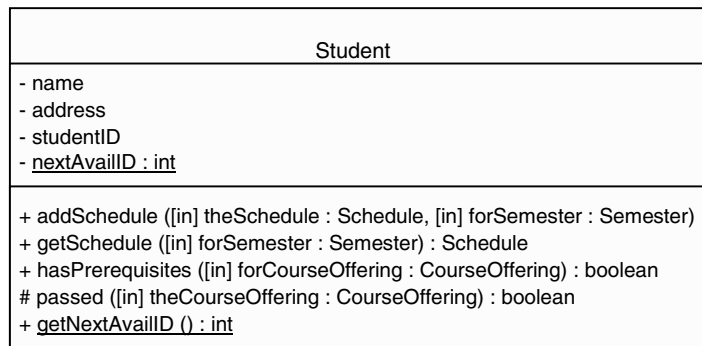 Student
- name
- address
- studentID
- nextAvailID : int
+ addSchedule ([in] theSchedule : Schedule, [in] forSemester : Semester)
+ getSchedule ([in] forSemester : Semester) : Schedule
+ hasPrerequisites ([in] forCourseOffering : CourseOffering) : boolean
# passed ([in] theCourseOffering : CourseOffering) : boolean
+ getNextAvailID () : int